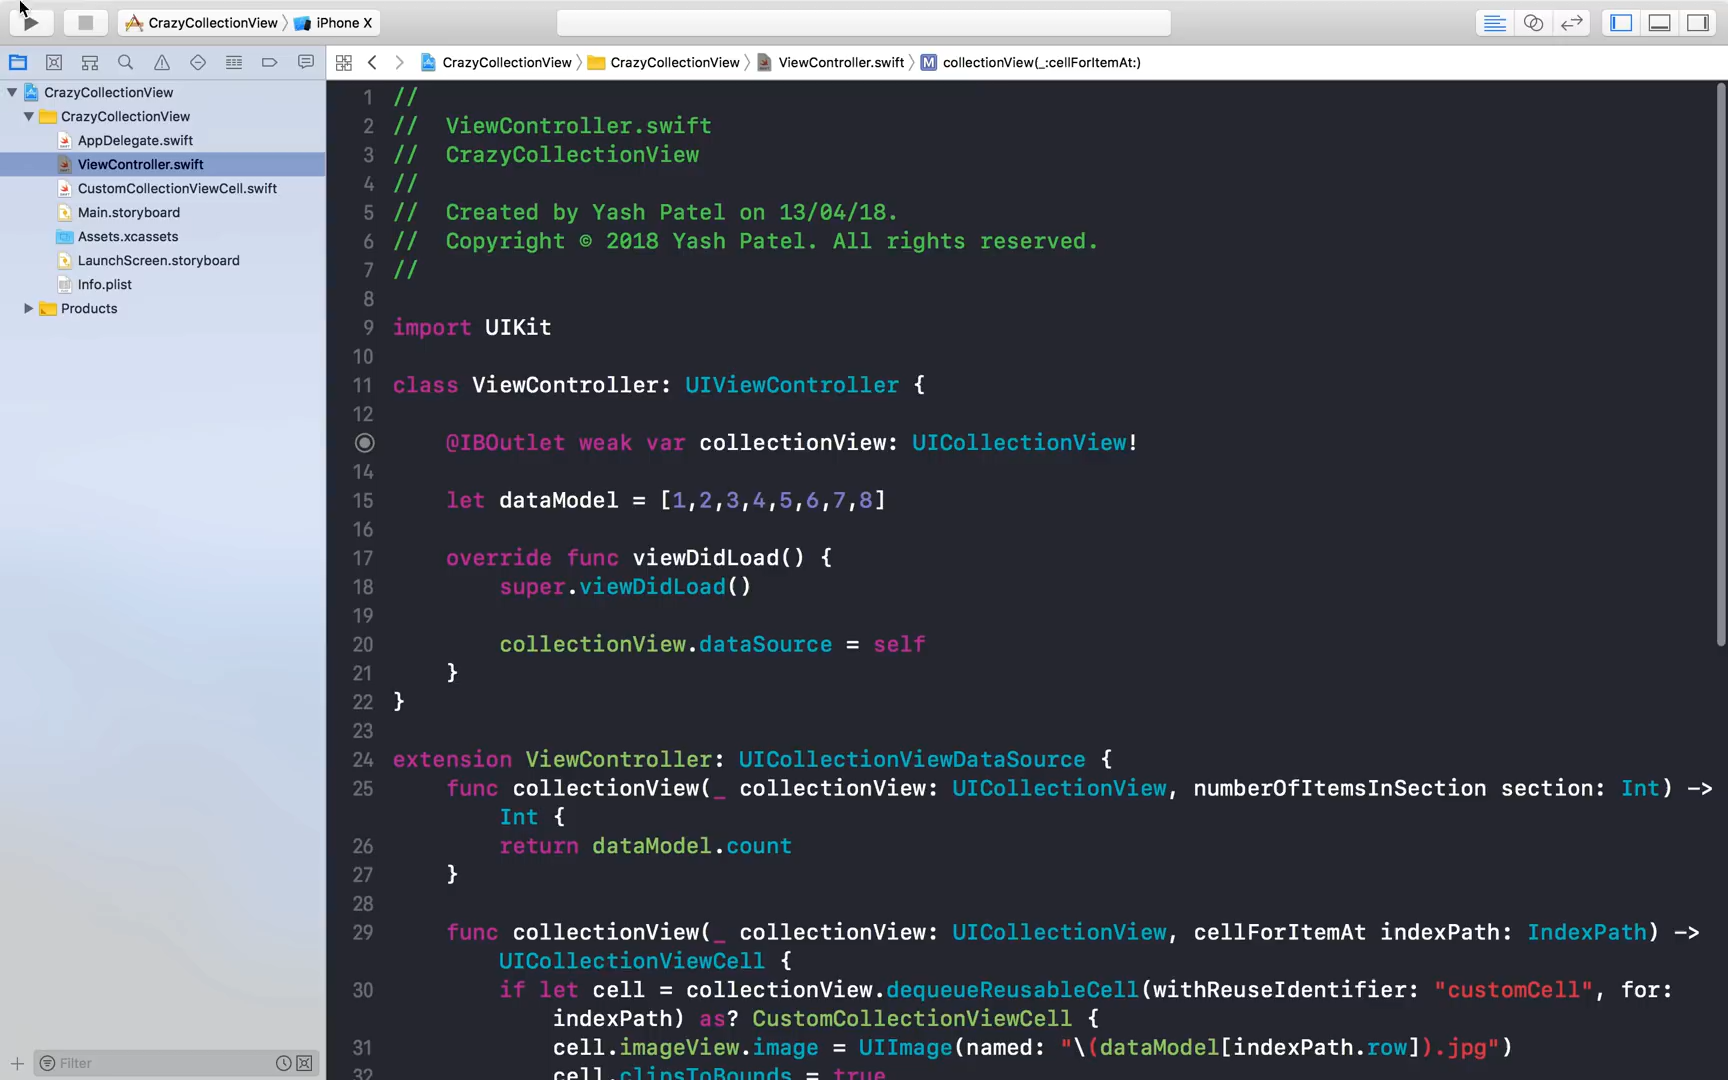 CrazyCollectionView iPhone X
CrazyCollectionView CrazyCollectionView ViewController.swift M collectionView(_:cellForItemAt:)
CrazyCollectionView
CrazyCollectionView
AppDelegate.swift
ViewController.swift
CustomCollectionViewCell.swift
Main.storyboard
Assets.xcassets
LaunchScreen.storyboard
Info.plist
Products
Filter
1 //
2 // ViewController.swift
3 // CrazyCollectionView
4 //
5 // Created by Yash Patel on 13/04/18.
6 // Copyright © 2018 Yash Patel. All rights reserved.
7 //
8
9 import UIKit
10
11 class ViewController: UIViewController {
12
@IBOutlet weak var collectionView: UICollectionView!
14
15 let dataModel = [1,2,3,4,5,6,7,8]
16
17 override func viewDidLoad() {
18 super.viewDidLoad()
19
20 collectionView.dataSource = self
21 }
22 }
23
24 extension ViewController: UICollectionViewDataSource {
25 func collectionView(_ collectionView: UICollectionView, numberOfItemsInSection section: Int) ->
Int {
26 return dataModel.count
27 }
28
29 func collectionView(_ collectionView: UICollectionView, cellForItemAt indexPath: IndexPath) ->
UICollectionViewCell {
30 if let cell = collectionView.dequeueReusableCell(withReuseIdentifier: "customCell", for:
indexPath) as? CustomCollectionViewCell {
31 cell.imageView.image = UIImage(named: "\(dataModel[indexPath.row]).jpg")
32 cell.clipsToBounds = true